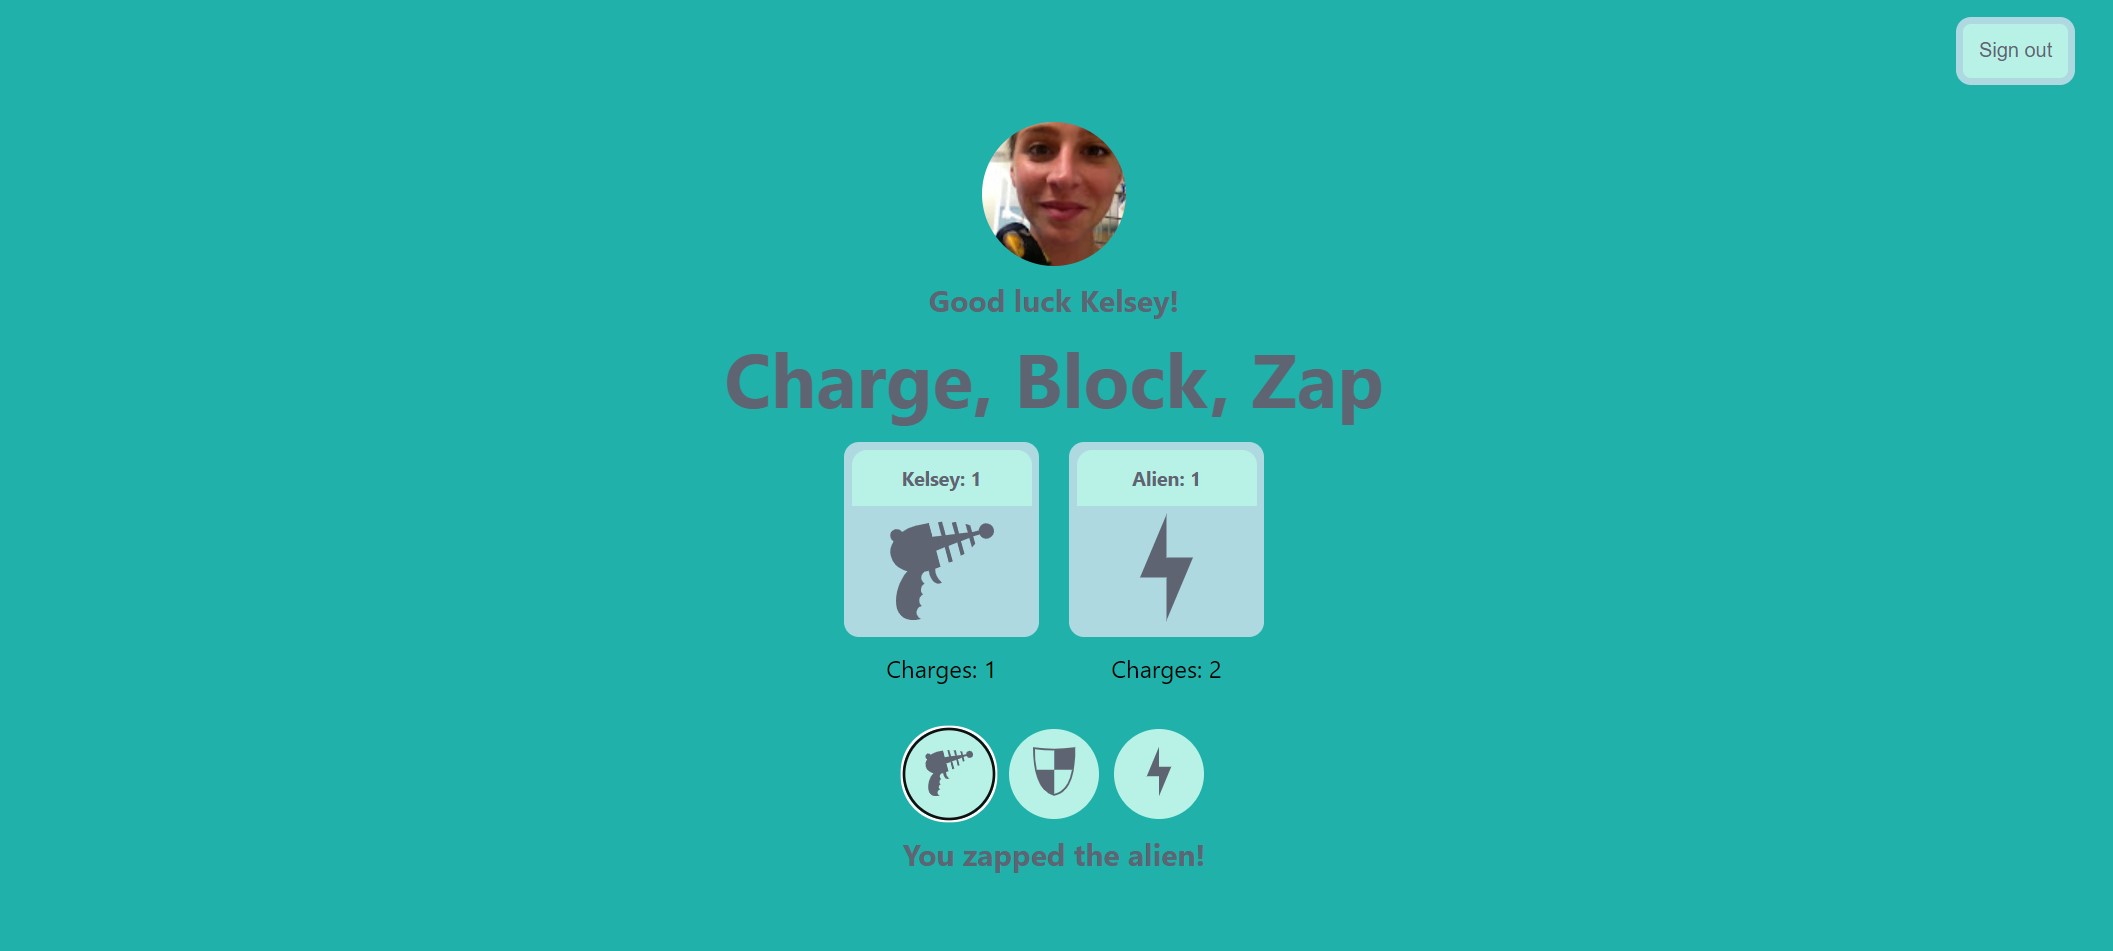 Sign out
Good luck Kelsey!
Charge, Block, Zap
Kelsey: 1
Alien: 1
Charges: 1
Charges: 2
You zapped the alien!